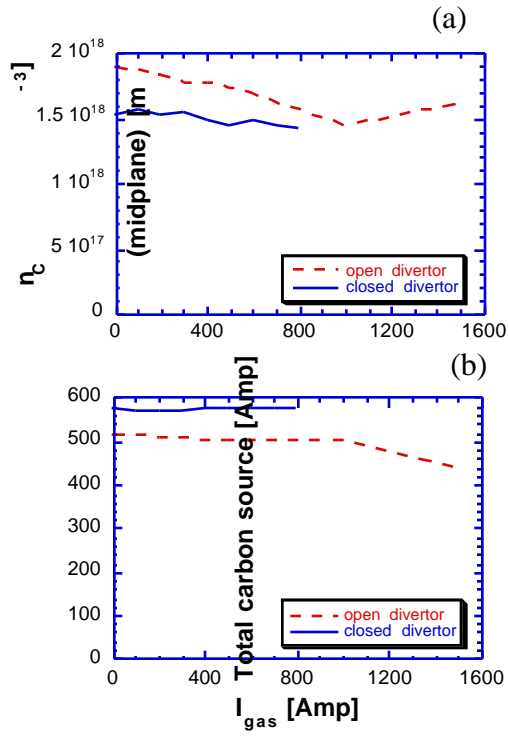 (a)
n_C (midplane) [m^-3]
2 10^18
1.5 10^18
1 10^18
5 10^17
0
open divertor
closed divertor
0 400 800 1200 1600
(b)
Total carbon source [Amp]
600
500
400
300
200
100
0
open divertor
closed divertor
0 400 800 1200 1600
I_gas [Amp]